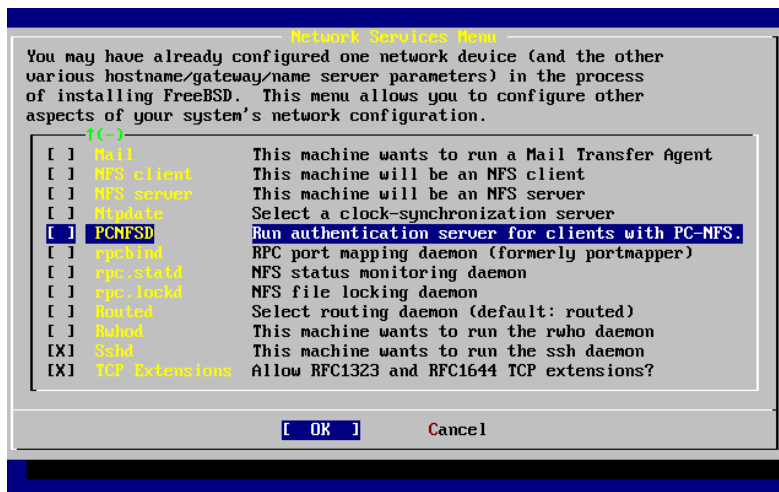 Network Services Menu
You may have already configured one network device (and the other
various hostname/gateway/name server parameters) in the process
of installing FreeBSD.  This menu allows you to configure other
aspects of your system's network configuration.
↑(-)
[ ] Mail This machine wants to run a Mail Transfer Agent
[ ] NFS client This machine will be an NFS client
[ ] NFS server This machine will be an NFS server
[ ] Ntpdate Select a clock-synchronization server
[ ] PCNFSD Run authentication server for clients with PC-NFS.
[ ] rpcbind RPC port mapping daemon (formerly portmapper)
[ ] rpc.statd NFS status monitoring daemon
[ ] rpc.lockd NFS file locking daemon
[ ] Routed Select routing daemon (default: routed)
[ ] Rwhod This machine wants to run the rwho daemon
[X] Sshd This machine wants to run the ssh daemon
[X] TCP Extensions Allow RFC1323 and RFC1644 TCP extensions?
[ OK ] Cancel